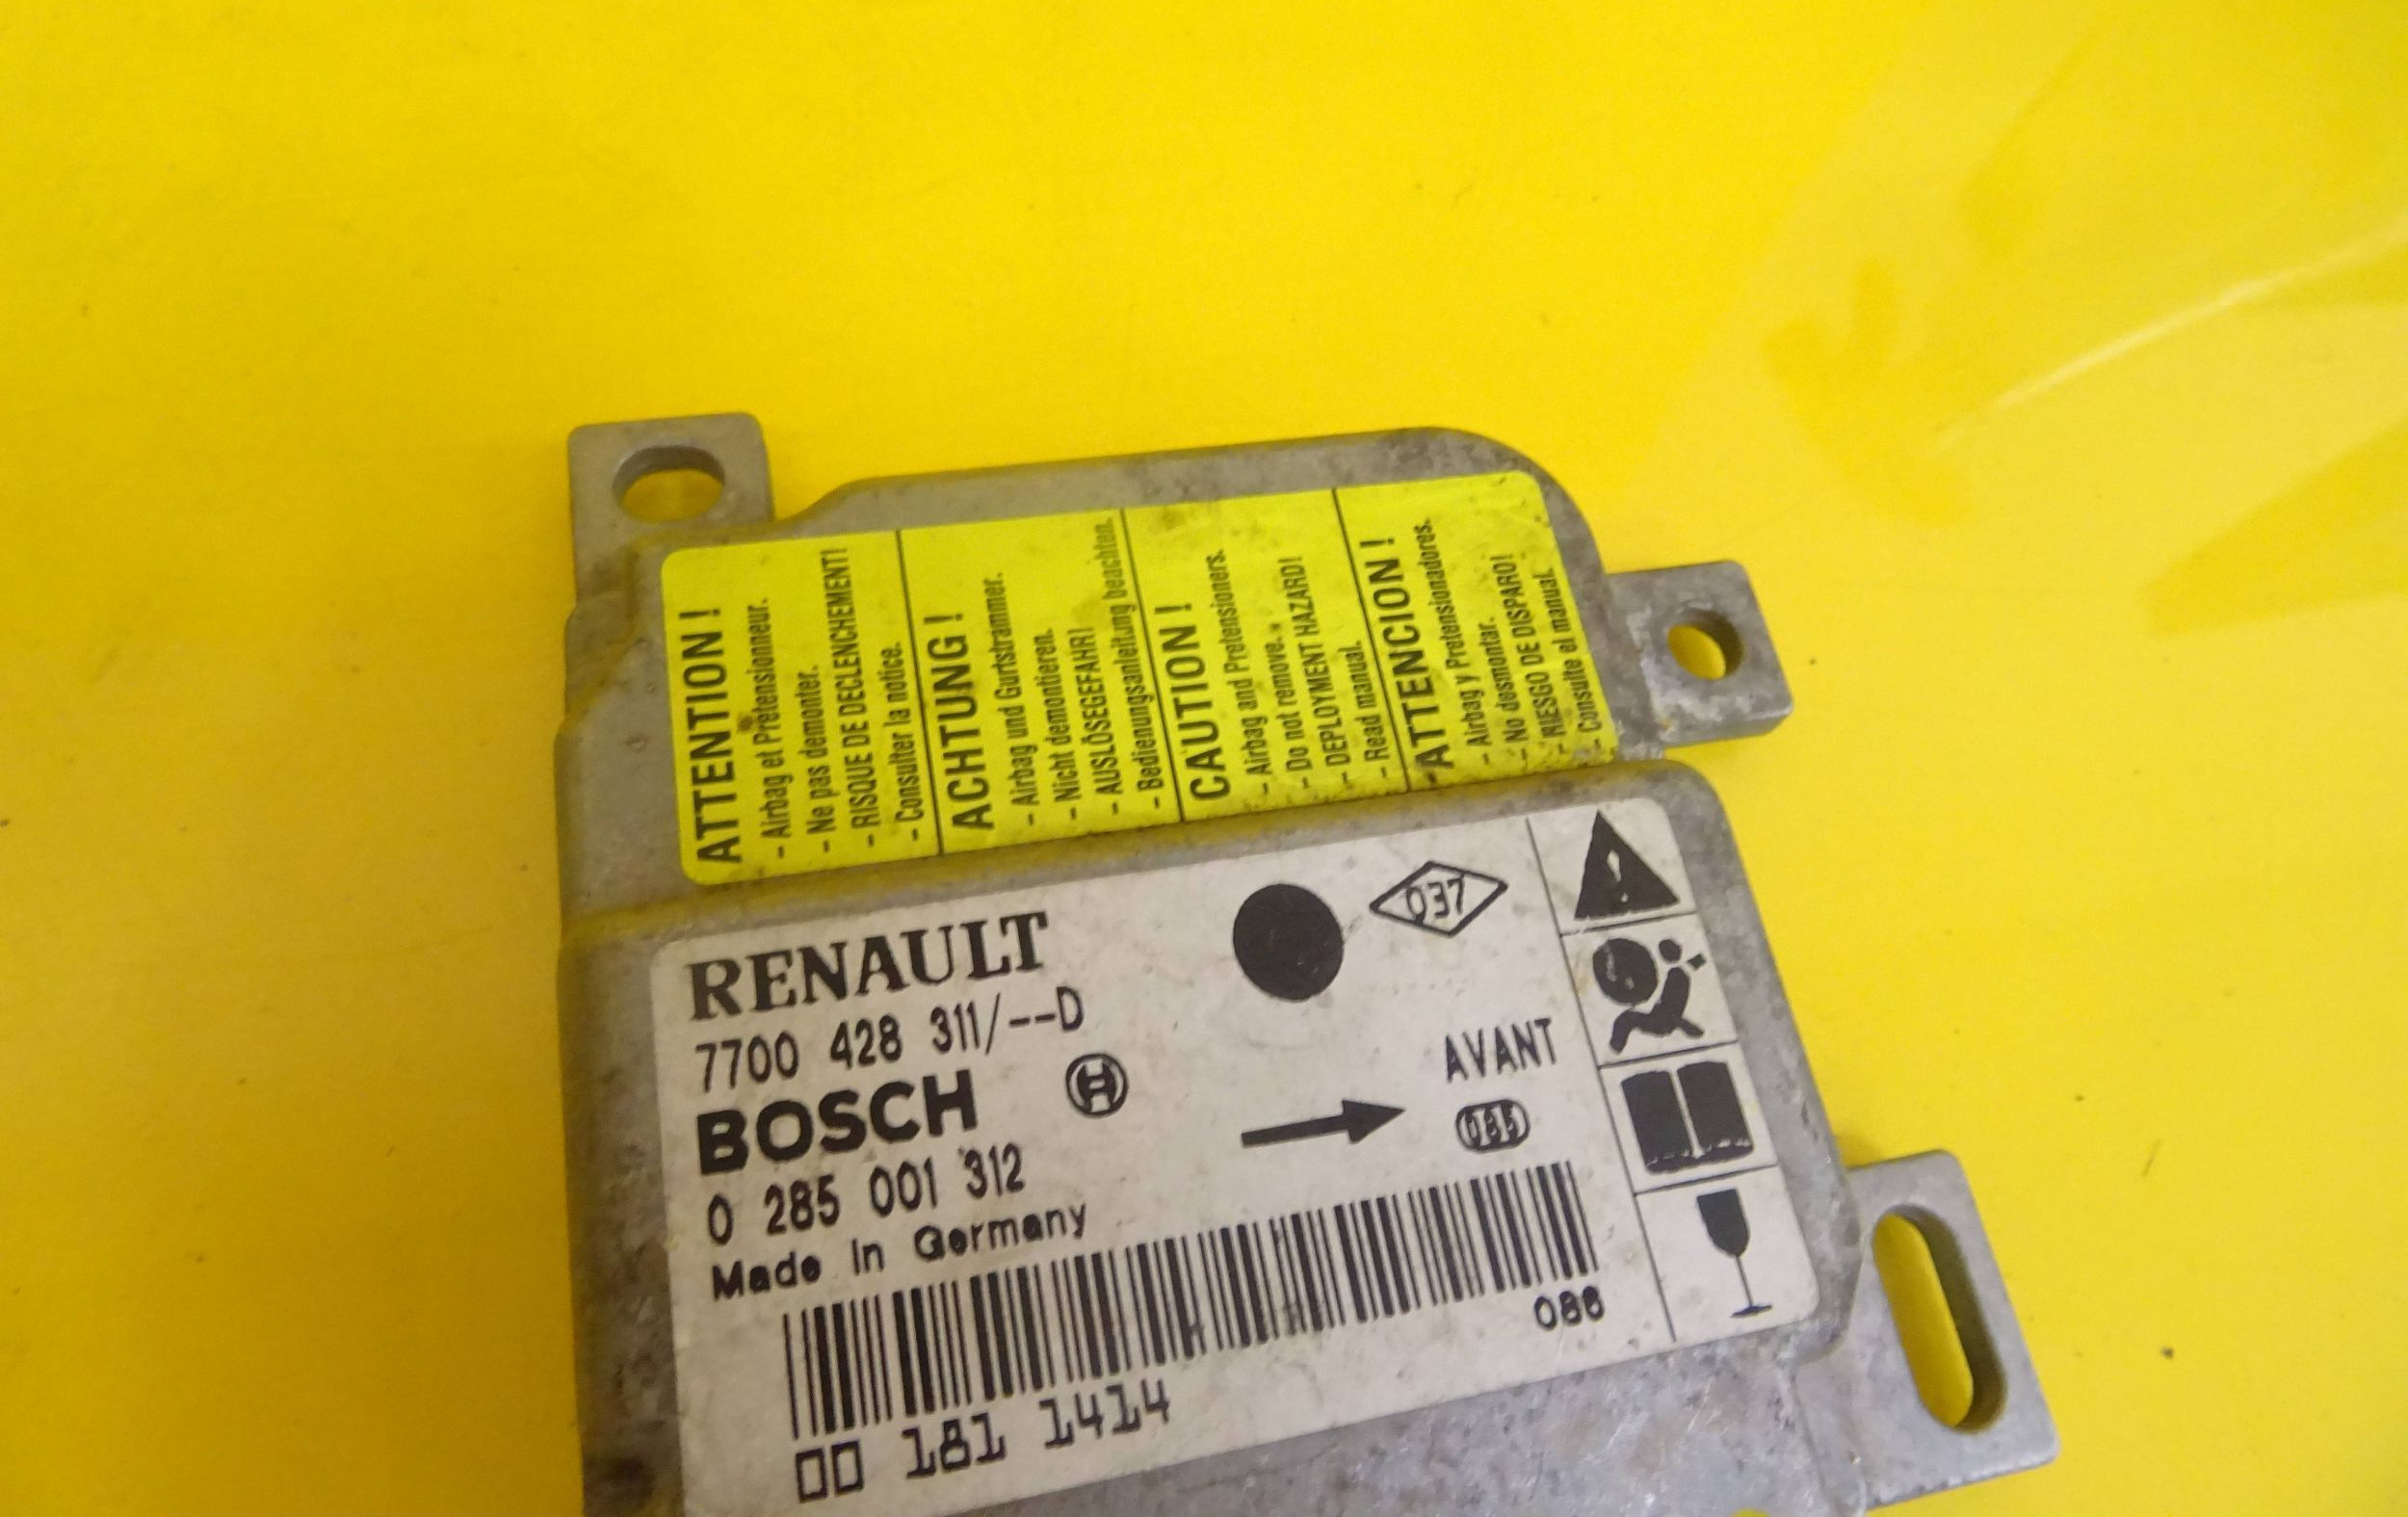 ATTENTION !
- Airbag et Prétensionneur.
- Ne pas demonter.
- RISQUE DE DECLENCHEMENT!
- Consulter la notice.
ACHTUNG !
- Airbag und Gurtstrammer.
- Nicht demontieren.
- AUSLÖSEGEFAHR!
- Bedienungsanleitung beachten.
CAUTION !
- Airbag and Pretensioners.
- Do not remove.
- DEPLOYMENT HAZARD!
- Read manual.
ATTENCION !
- Airbag y Pretensionadores.
- No desmontar.
- RIESGO DE DISPARO!
- Consulte el manual.
RENAULT
037
7700 428 311/--D
AVANT
BOSCH
0 285 001 312
Made in Germany
086
00 181 1414